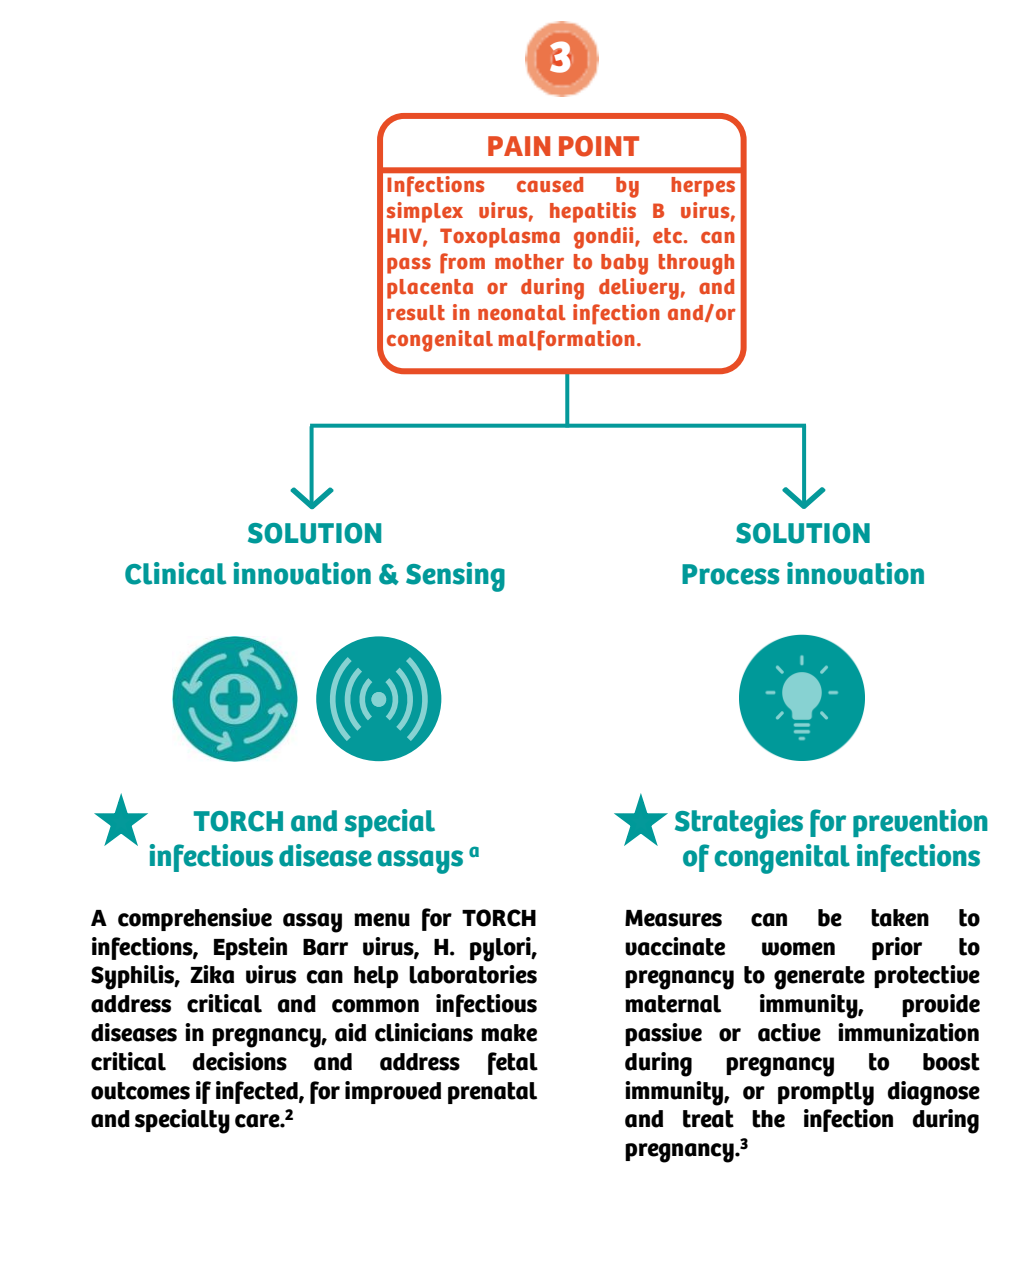 3
PAIN POINT
Infections caused by herpes
simplex virus, hepatitis B virus,
HIV, Toxoplasma gondii, etc. can
pass from mother to baby through
placenta or during delivery, and
result in neonatal infection and/or
congenital malformation.
SOLUTION
Clinical innovation & Sensing
TORCH and special
infectious disease assays ᵃ
A comprehensive assay menu for TORCH
infections, Epstein Barr virus, H. pylori,
Syphilis, Zika virus can help laboratories
address critical and common infectious
diseases in pregnancy, aid clinicians make
critical decisions and address fetal
outcomes if infected, for improved prenatal
and specialty care.²
SOLUTION
Process innovation
Strategies for prevention
of congenital infections
Measures can be taken to
vaccinate women prior to
pregnancy to generate protective
maternal immunity, provide
passive or active immunization
during pregnancy to boost
immunity, or promptly diagnose
and treat the infection during
pregnancy.³